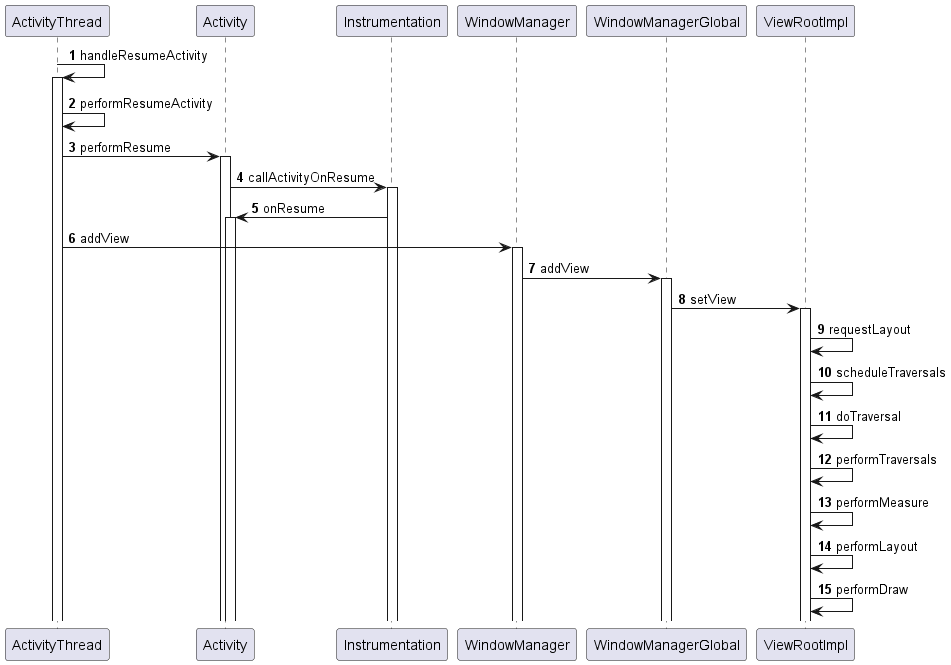 ActivityThread Activity Instrumentation WindowManager WindowManagerGlobal ViewRootImpl
1 handleResumeActivity
2 performResumeActivity
3 performResume
4 callActivityOnResume
5 onResume
6 addView
7 addView
8 setView
9 requestLayout
10 scheduleTraversals
11 doTraversal
12 performTraversals
13 performMeasure
14 performLayout
15 performDraw
ActivityThread Activity Instrumentation WindowManager WindowManagerGlobal ViewRootImpl